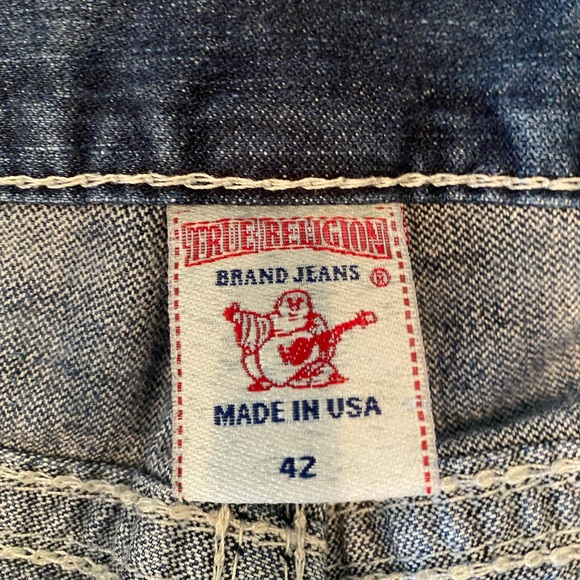 TRUE RELIGION
BRAND JEANS ®
MADE IN USA
42